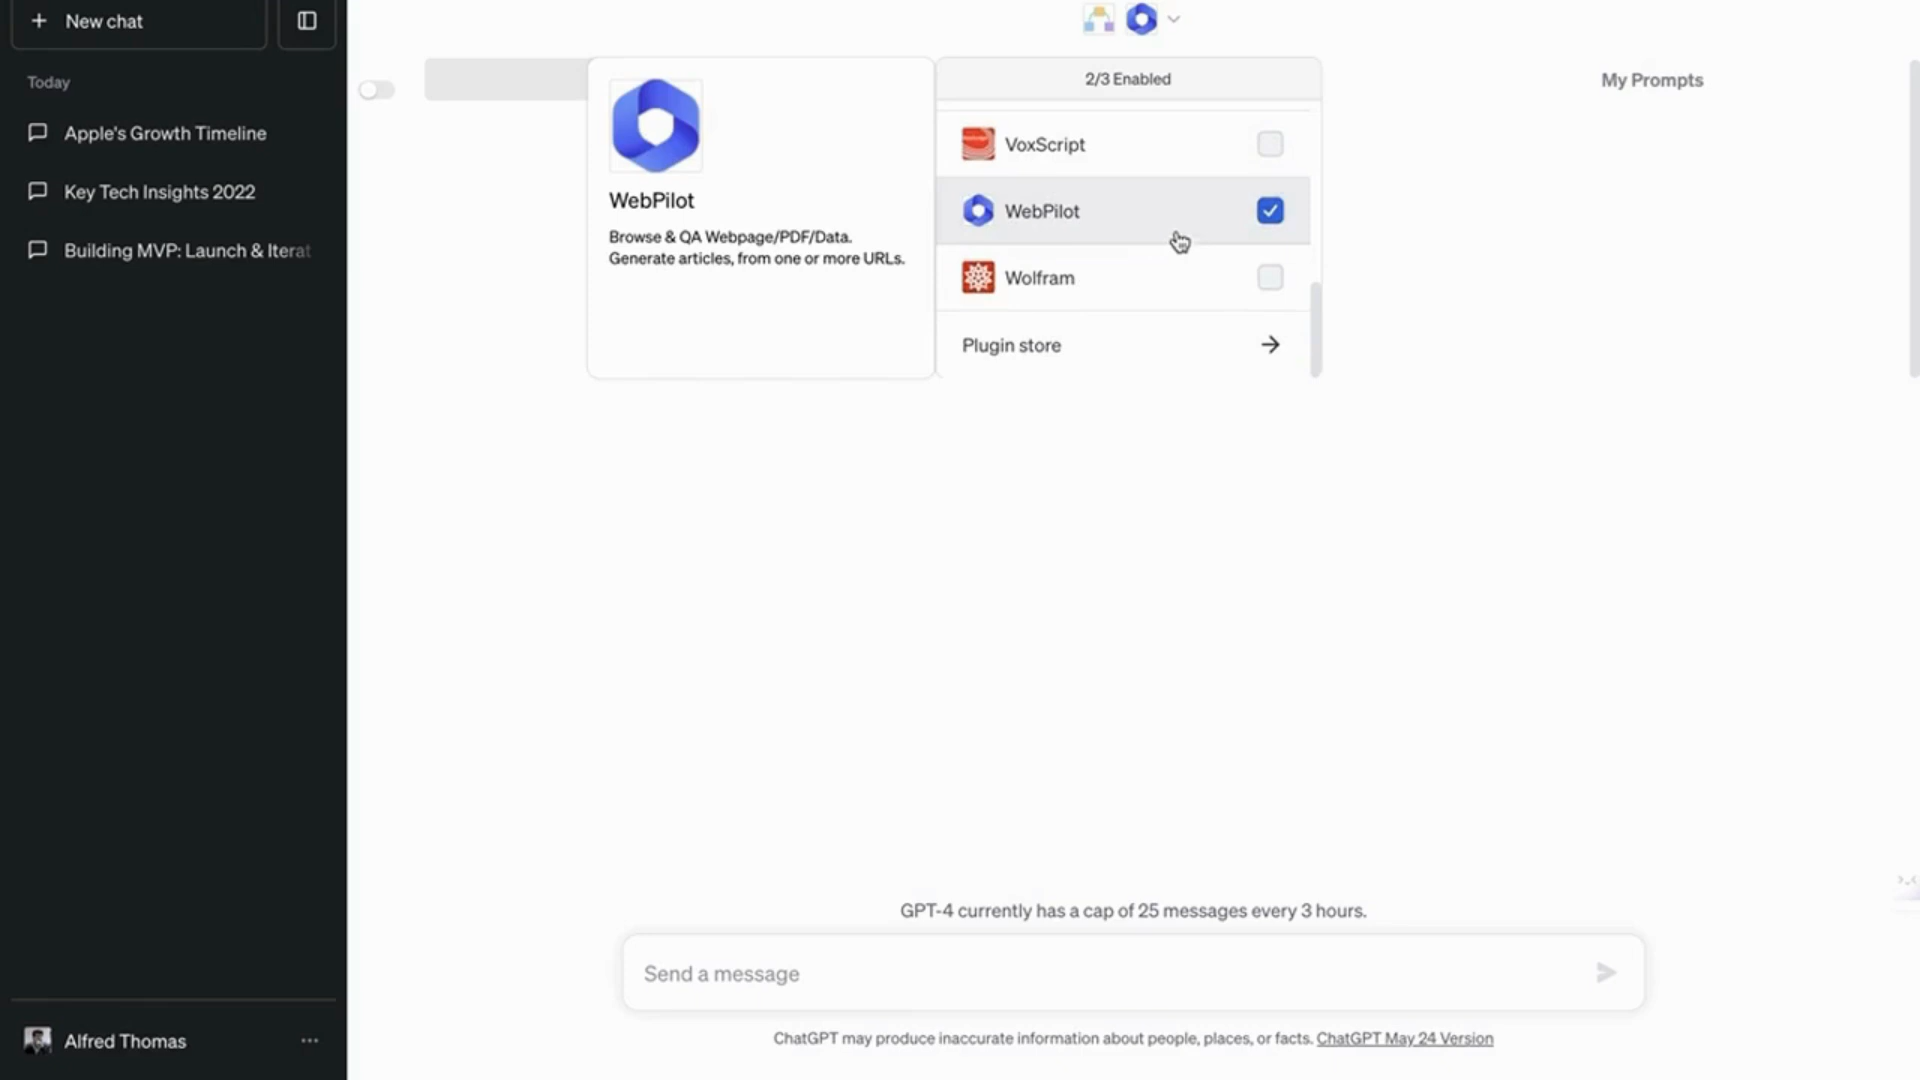 New chat
Today
Apple's Growth Timeline
Key Tech Insights 2022
Building MVP: Launch & Iterat
Alfred Thomas
WebPilot
Browse & QA Webpage/PDF/Data.
Generate articles, from one or more URLs.
2/3 Enabled
VoxScript
WebPilot
Wolfram
Plugin store
My Prompts
GPT-4 currently has a cap of 25 messages every 3 hours.
Send a message
ChatGPT may produce inaccurate information about people, places, or facts. ChatGPT May 24 Version